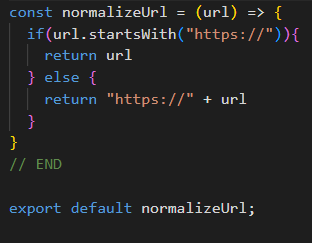 const normalizeUrl = (url) => {
  if(url.startsWith("https://")){
    return url
  } else {
    return "https://" + url
  }
}
// END

export default normalizeUrl;